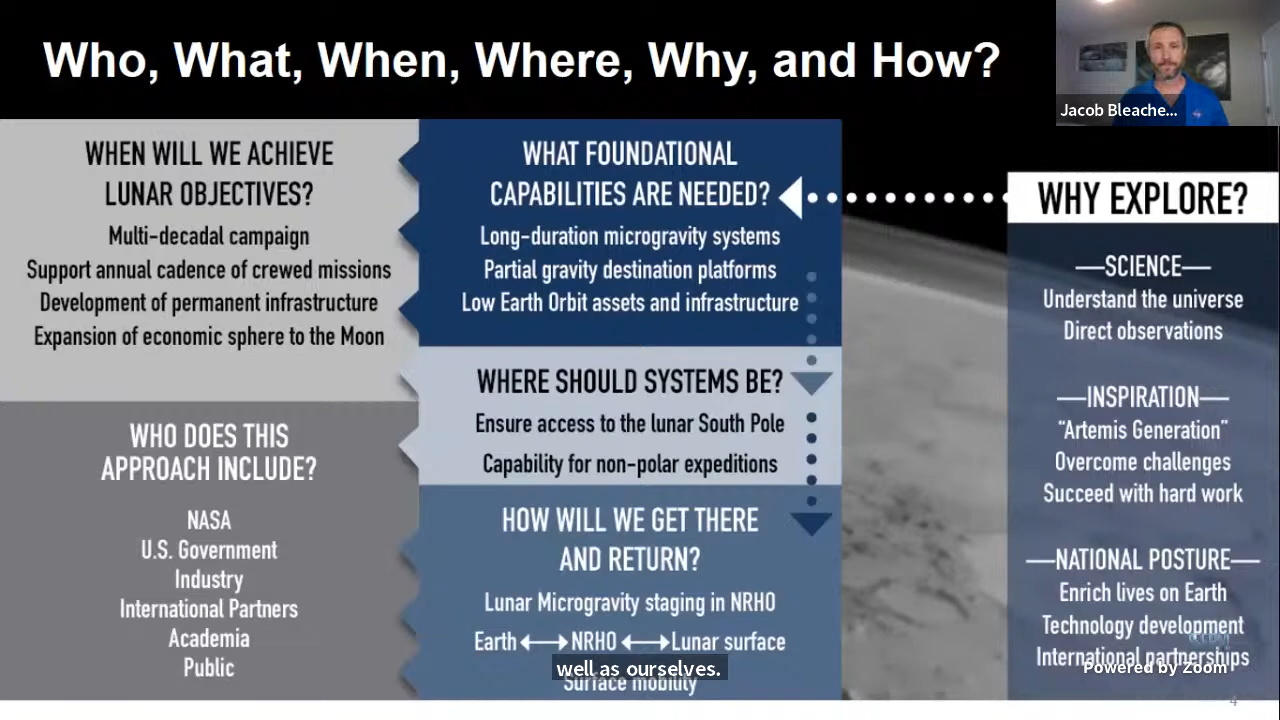 Who, What, When, Where, Why, and How?
Jacob Bleache...
WHEN WILL WE ACHIEVE
LUNAR OBJECTIVES?
Multi-decadal campaign
Support annual cadence of crewed missions
Development of permanent infrastructure
Expansion of economic sphere to the Moon
WHO DOES THIS
APPROACH INCLUDE?
NASA
U.S. Government
Industry
International Partners
Academia
Public
WHAT FOUNDATIONAL
CAPABILITIES ARE NEEDED?
Long-duration microgravity systems
Partial gravity destination platforms
Low Earth Orbit assets and infrastructure
WHERE SHOULD SYSTEMS BE?
Ensure access to the lunar South Pole
Capability for non-polar expeditions
HOW WILL WE GET THERE
AND RETURN?
Lunar Microgravity staging in NRHO
Earth ⟷ NRHO ⟷ Lunar surface
well as ourselves.
Surface mobility
WHY EXPLORE?
—SCIENCE—
Understand the universe
Direct observations
—INSPIRATION—
“Artemis Generation”
Overcome challenges
Succeed with hard work
—NATIONAL POSTURE—
Enrich lives on Earth
Technology development
International partnerships
Powered by Zoom
4